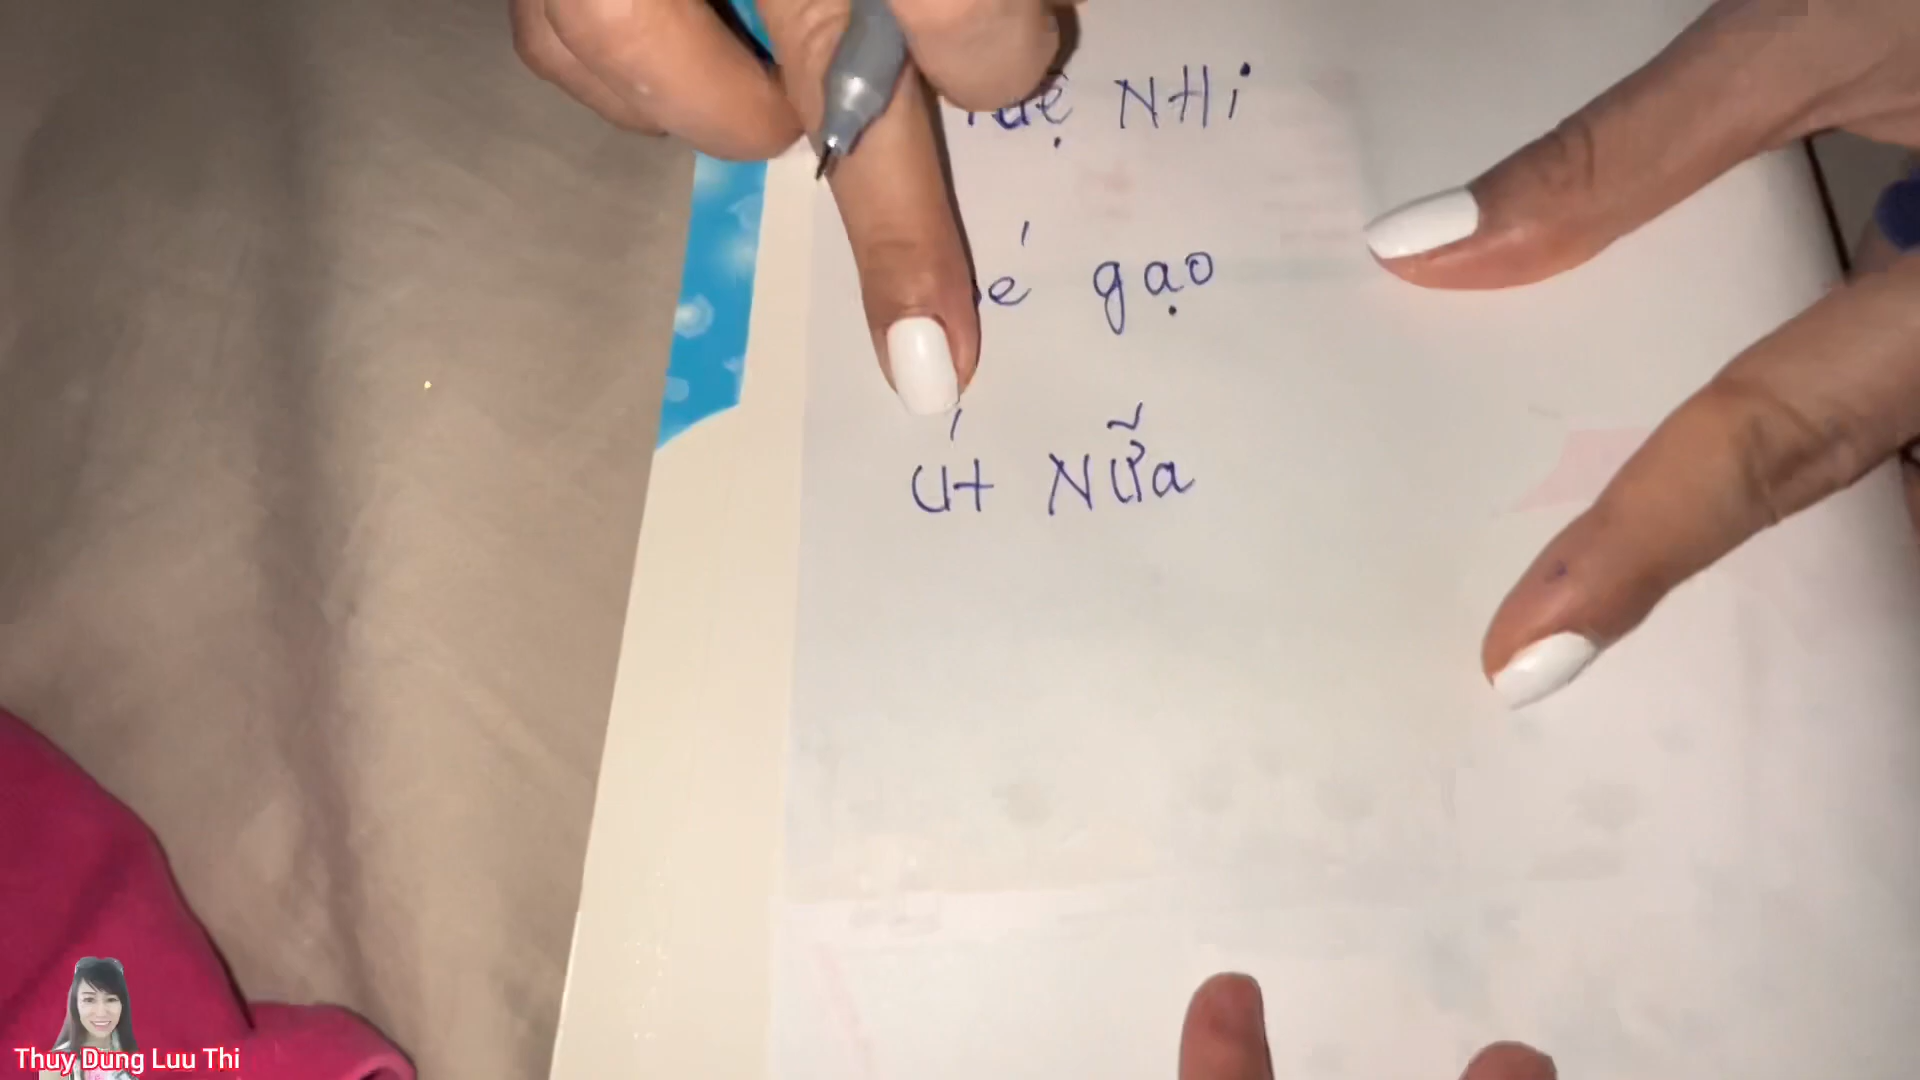 NHi
gạo
Út Nữa
Thuy Dung Luu Thi